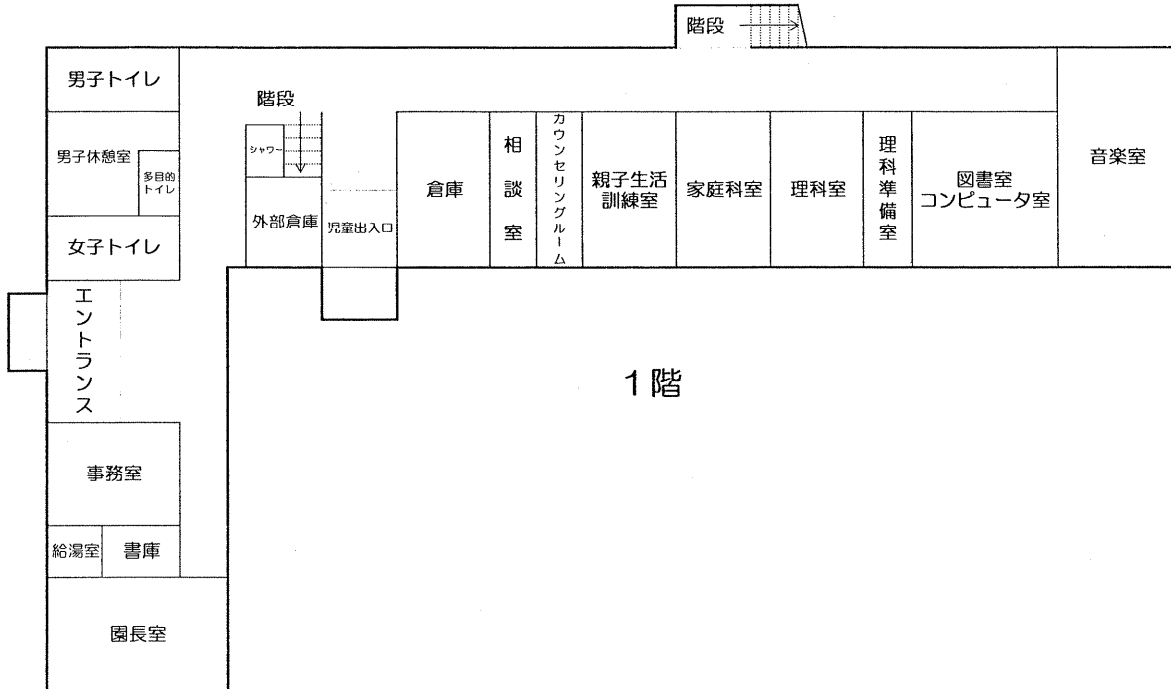 階段
男子トイレ
階段
男子休憩室
多目的
トイレ
シャワー
女子トイレ
外部倉庫
児童出入口
倉庫
相談室
カウンセリングルーム
親子生活
訓練室
家庭科室
理科室
理科準備室
図書室
コンピュータ室
音楽室
エントランス
1階
事務室
給湯室
書庫
園長室